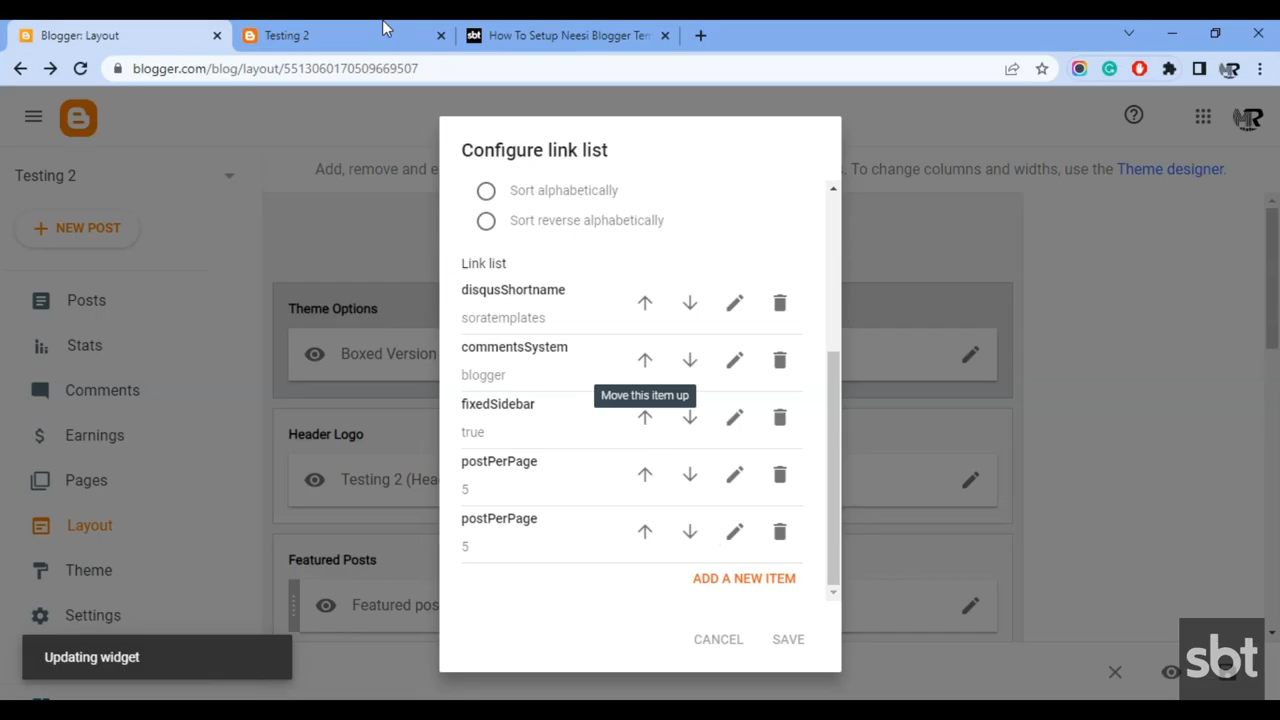 Blogger: Layout
Testing 2
sbt
How To Setup Neesi Blogger Tem
blogger.com/blog/layout/5513060170509669507
Testing 2
Add, remove and e
. To change columns and widths, use the Theme designer.
NEW POST
Posts
Stats
Comments
Earnings
Pages
Layout
Theme
Settings
Theme Options
Boxed Version
Header Logo
Testing 2 (Hea
Featured Posts
Featured pos
Configure link list
Sort alphabetically
Sort reverse alphabetically
Link list
disqusShortname
soratemplates
commentsSystem
blogger
Move this item up
fixedSidebar
true
postPerPage
5
postPerPage
5
ADD A NEW ITEM
CANCEL
SAVE
Updating widget
sbt